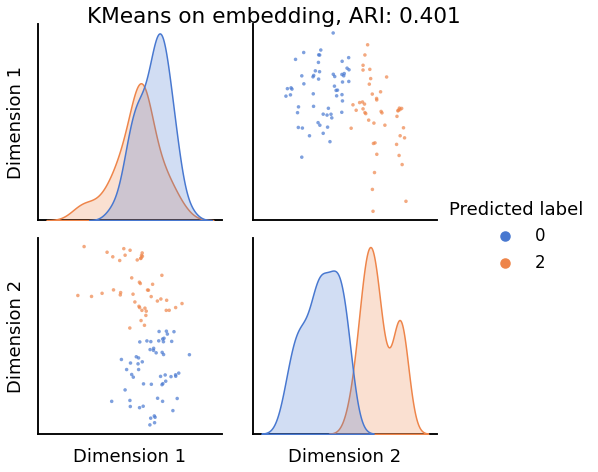 KMeans on embedding, ARI: 0.401
Dimension 1
Predicted label
0
2
Dimension 2
Dimension 1
Dimension 2